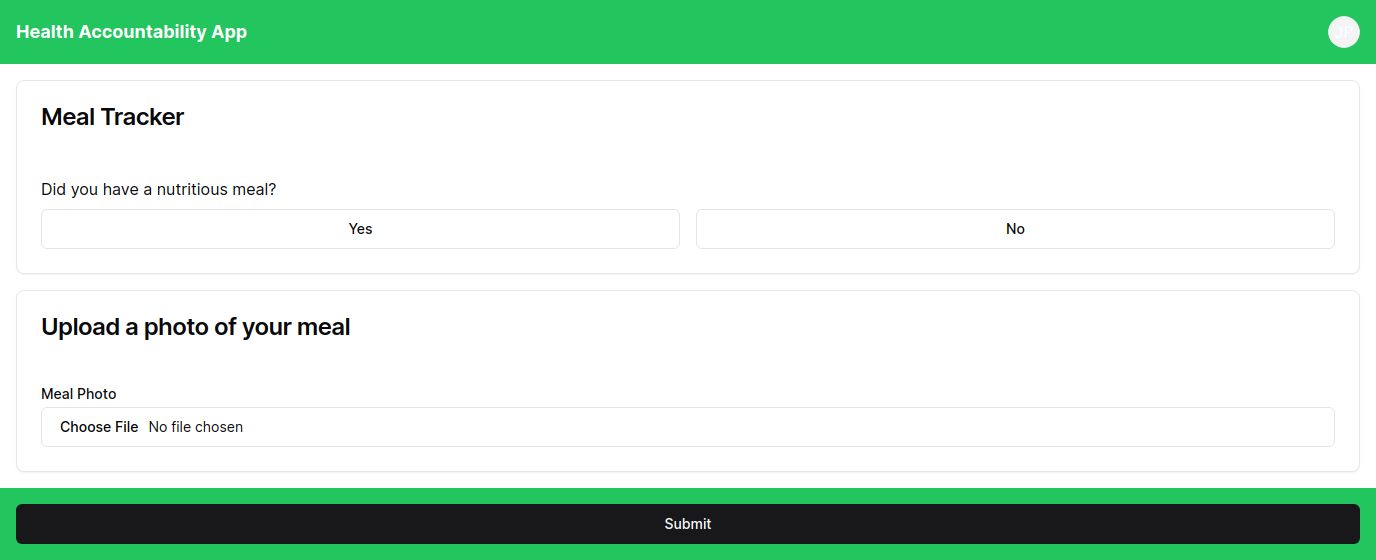 Health Accountability App
JP
Meal Tracker
Did you have a nutritious meal?
Yes
No
Upload a photo of your meal
Meal Photo
Choose File No file chosen
Submit